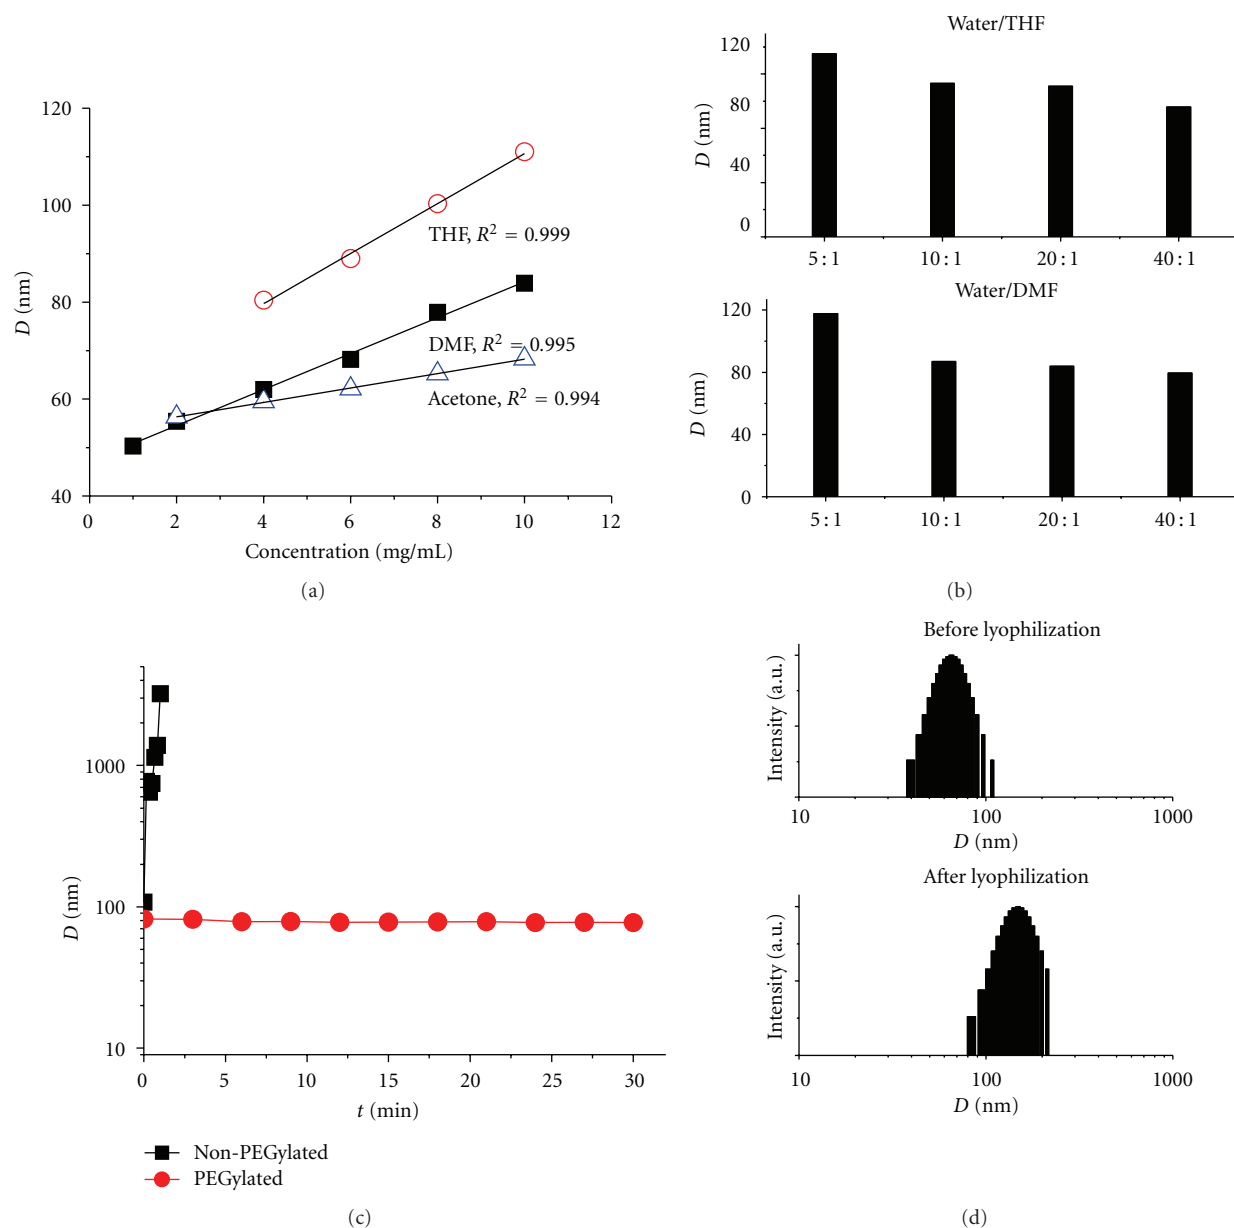 120
100
80
60
40
D (nm)
THF, R² = 0.999
DMF, R² = 0.995
Acetone, R² = 0.994
0 2 4 6 8 10 12
Concentration (mg/mL)
(a)
Water/THF
120
80
40
0
D (nm)
5 : 1 10 : 1 20 : 1 40 : 1
Water/DMF
120
80
40
0
D (nm)
5 : 1 10 : 1 20 : 1 40 : 1
(b)
1000
100
10
D (nm)
0 5 10 15 20 25 30
t (min)
Non-PEGylated
PEGylated
(c)
Before lyophilization
Intensity (a.u.)
10 100 1000
D (nm)
After lyophilization
Intensity (a.u.)
10 100 1000
D (nm)
(d)